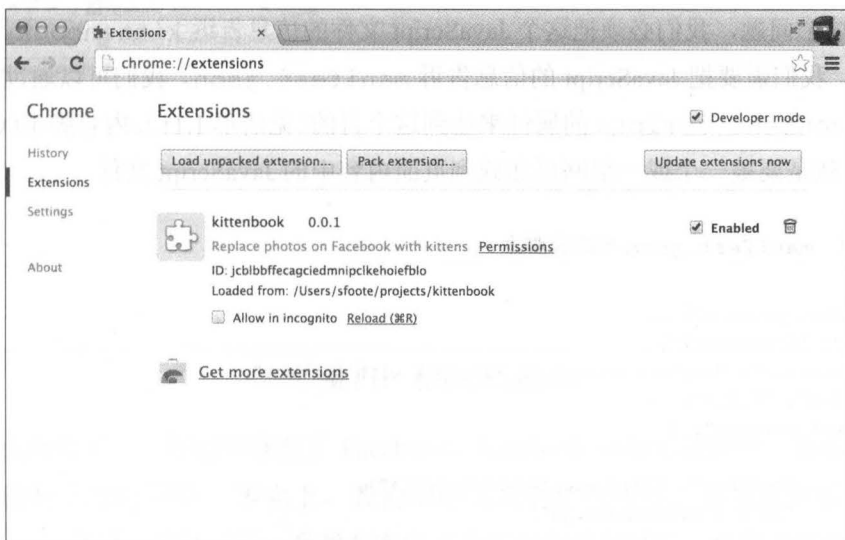 Extensions
chrome://extensions
Chrome
Extensions
Developer mode
History
Load unpacked extension...
Pack extension...
Update extensions now
Extensions
Settings
kittenbook 0.0.1
Enabled
Replace photos on Facebook with kittens Permissions
About
ID: jcblbbffecagciedmnipclkehoiefblo
Loaded from: /Users/sfoote/projects/kittenbook
Allow in incognito Reload (⌘R)
Get more extensions